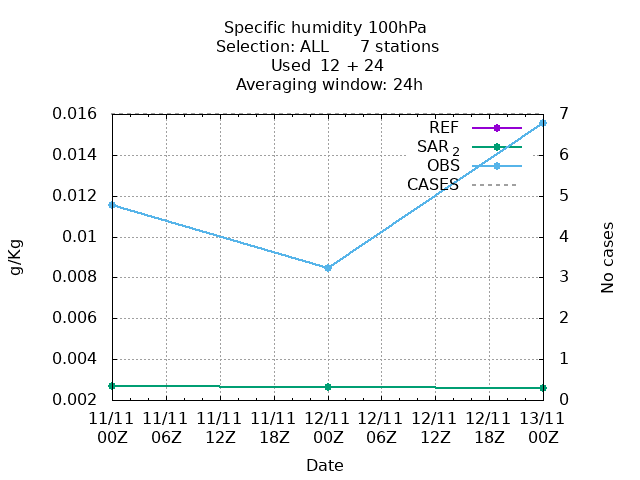 Specific humidity 100hPa
Selection: ALL      7 stations
Used  12 + 24
Averaging window: 24h
0.016
0.014
0.012
0.01
0.008
0.006
0.004
0.002
7
6
5
4
3
2
1
0
REF
SAR 2
OBS
CASES
g/Kg
No cases
11/11 11/11 11/11 11/11 12/11 12/11 12/11 12/11 13/11
00Z 06Z 12Z 18Z 00Z 06Z 12Z 18Z 00Z
Date